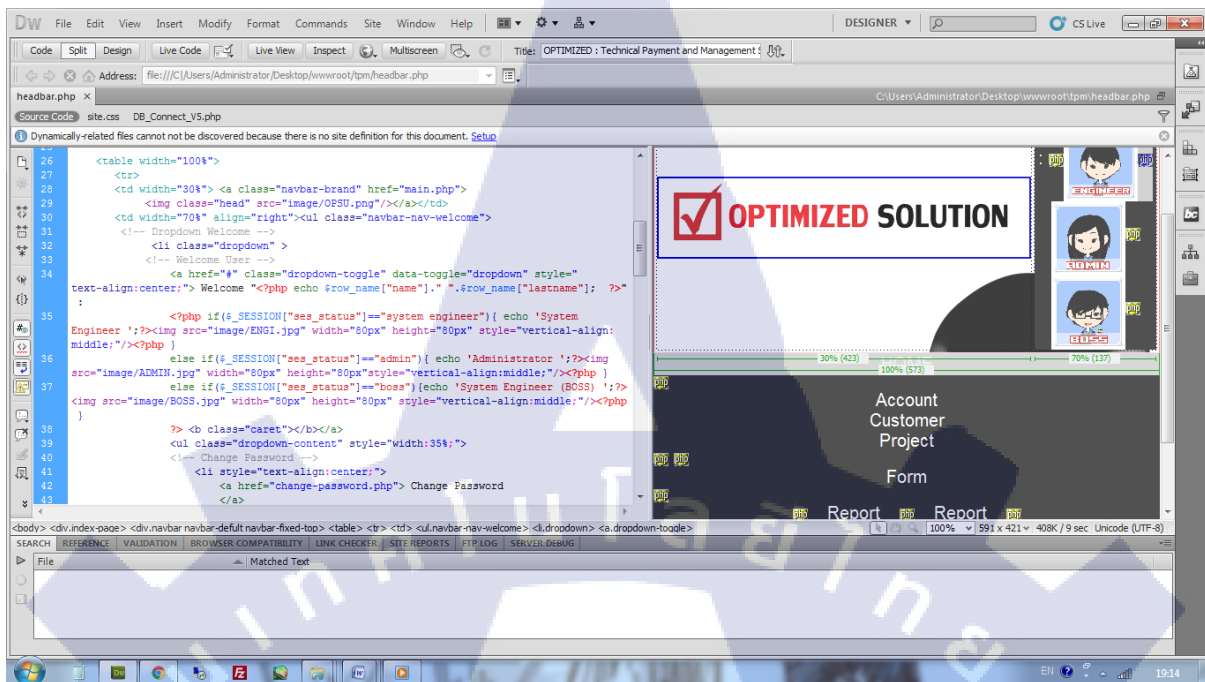 DW File Edit View Insert Modify Format Commands Site Window Help DESIGNER CS Live
Code Split Design Live Code Live View Inspect Multiscreen Title: OPTIMIZED : Technical Payment and Management S
Address: file:///C|/Users/Administrator/Desktop/wwwroot/tpm/headbar.php
headbar.php × C:\Users\Administrator\Desktop\wwwroot\tpm\headbar.php
Source Code site.css DB_Connect_V5.php
Dynamically-related files cannot not be discovered because there is no site definition for this document. Setup
26 <table width="100%">
27 <tr>
28 <td width="30%"> <a class="navbar-brand" href="main.php">
29 <img class="head" src="image/OPSU.png"/></a></td>
30 <td width="70%" align="right"><ul class="navbar-nav-welcome">
31 <!-- Dropdown Welcome -->
32 <li class="dropdown" >
33 <!-- Welcome User -->
34 <a href="#" class="dropdown-toggle" data-toggle="dropdown" style="
text-align:center;"> Welcome "<?php echo $row_name["name"]." ".$row_name["lastname"]; ?>"
:
35 <?php if($_SESSION["ses_status"]=="system engineer"){ echo 'System
Engineer ';?><img src="image/ENGI.jpg" width="80px" height="80px" style="vertical-align:
middle;"/><?php }
36 else if($_SESSION["ses_status"]=="admin"){ echo 'Administrator ';?><img
src="image/ADMIN.jpg" width="80px" height="80px"style="vertical-align:middle;"/><?php }
37 else if($_SESSION["ses_status"]=="boss"){echo 'System Engineer (BOSS) ';?>
<img src="image/BOSS.jpg" width="80px" height="80px" style="vertical-align:middle;"/><?php
}
38 ?> <b class="caret"></b></a>
39 <ul class="dropdown-content" style="width:35%;">
40 <!-- Change Password -->
41 <li style="text-align:center;">
42 <a href="change-password.php"> Change Password
43 </a>
: php php
ENGINEER
OPTIMIZED SOLUTION
php
ADMIN
php
BOSS
30% (423) 70% (137)
HOME
100% (573)
php
Account
Customer
Project
php php
Form
php
php Report php Report php
<body> <div.index-page> <div.navbar navbar-defult navbar-fixed-top> <table> <tr> <td> <ul.navbar-nav-welcome> <li.dropdown> <a.dropdown-toggle> 100% 591 x 421 408K / 9 sec Unicode (UTF-8)
SEARCH REFERENCE VALIDATION BROWSER COMPATIBILITY LINK CHECKER SITE REPORTS FTP LOG SERVER DEBUG
File Matched Text
EN 19:14